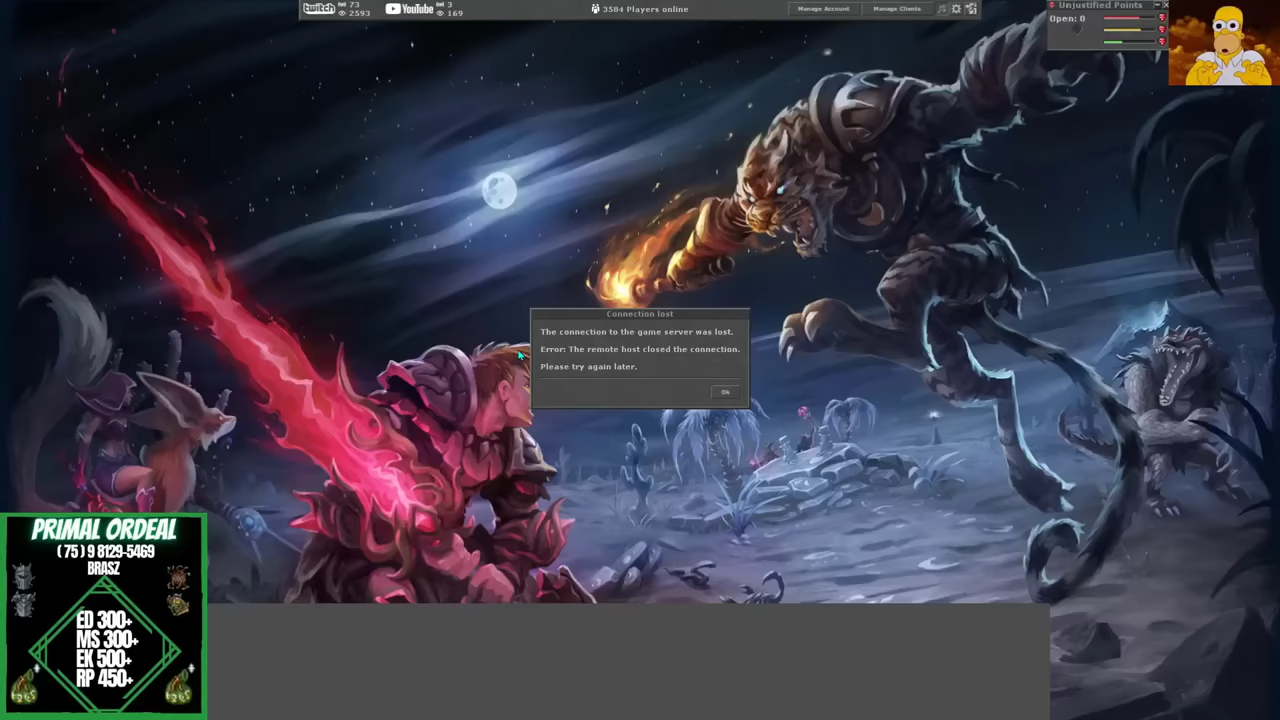 twitch 73
2593
YouTube 3
169
3584 Players online
Manage Account
Manage Clients
Unjustified Points
Open: 0
Connection lost
The connection to the game server was lost.
Error: The remote host closed the connection.
Please try again later.
Ok
PRIMAL ORDEAL
( 75 ) 9 8129-5469
BRASZ
ED 300+
MS 300+
EK 500+
RP 450+